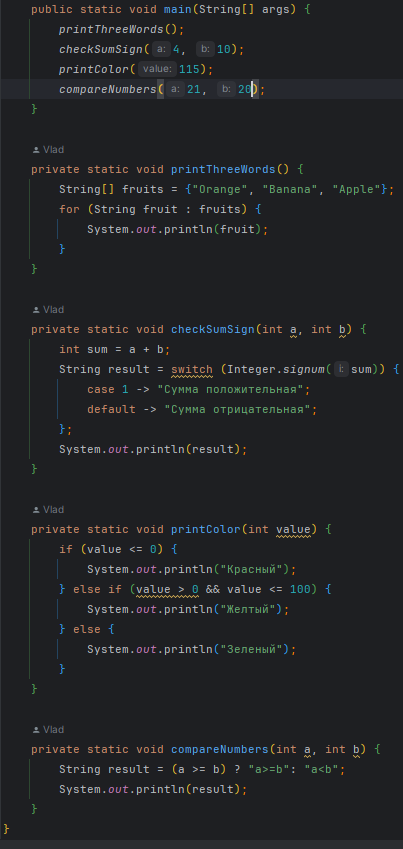 public static void main(String[] args) {
printThreeWords();
checkSumSign( a: 4, b: 10);
printColor( value: 115);
compareNumbers( a: 21, b: 20);
}
Vlad
private static void printThreeWords() {
String[] fruits = {"Orange", "Banana", "Apple"};
for (String fruit : fruits) {
System.out.println(fruit);
}
}
Vlad
private static void checkSumSign(int a, int b) {
int sum = a + b;
String result = switch (Integer.signum( i: sum)) {
case 1 -> "Сумма положительная";
default -> "Сумма отрицательная";
};
System.out.println(result);
}
Vlad
private static void printColor(int value) {
if (value <= 0) {
System.out.println("Красный");
} else if (value > 0 && value <= 100) {
System.out.println("Желтый");
} else {
System.out.println("Зеленый");
}
}
Vlad
private static void compareNumbers(int a, int b) {
String result = (a >= b) ? "a>=b": "a<b";
System.out.println(result);
}
}